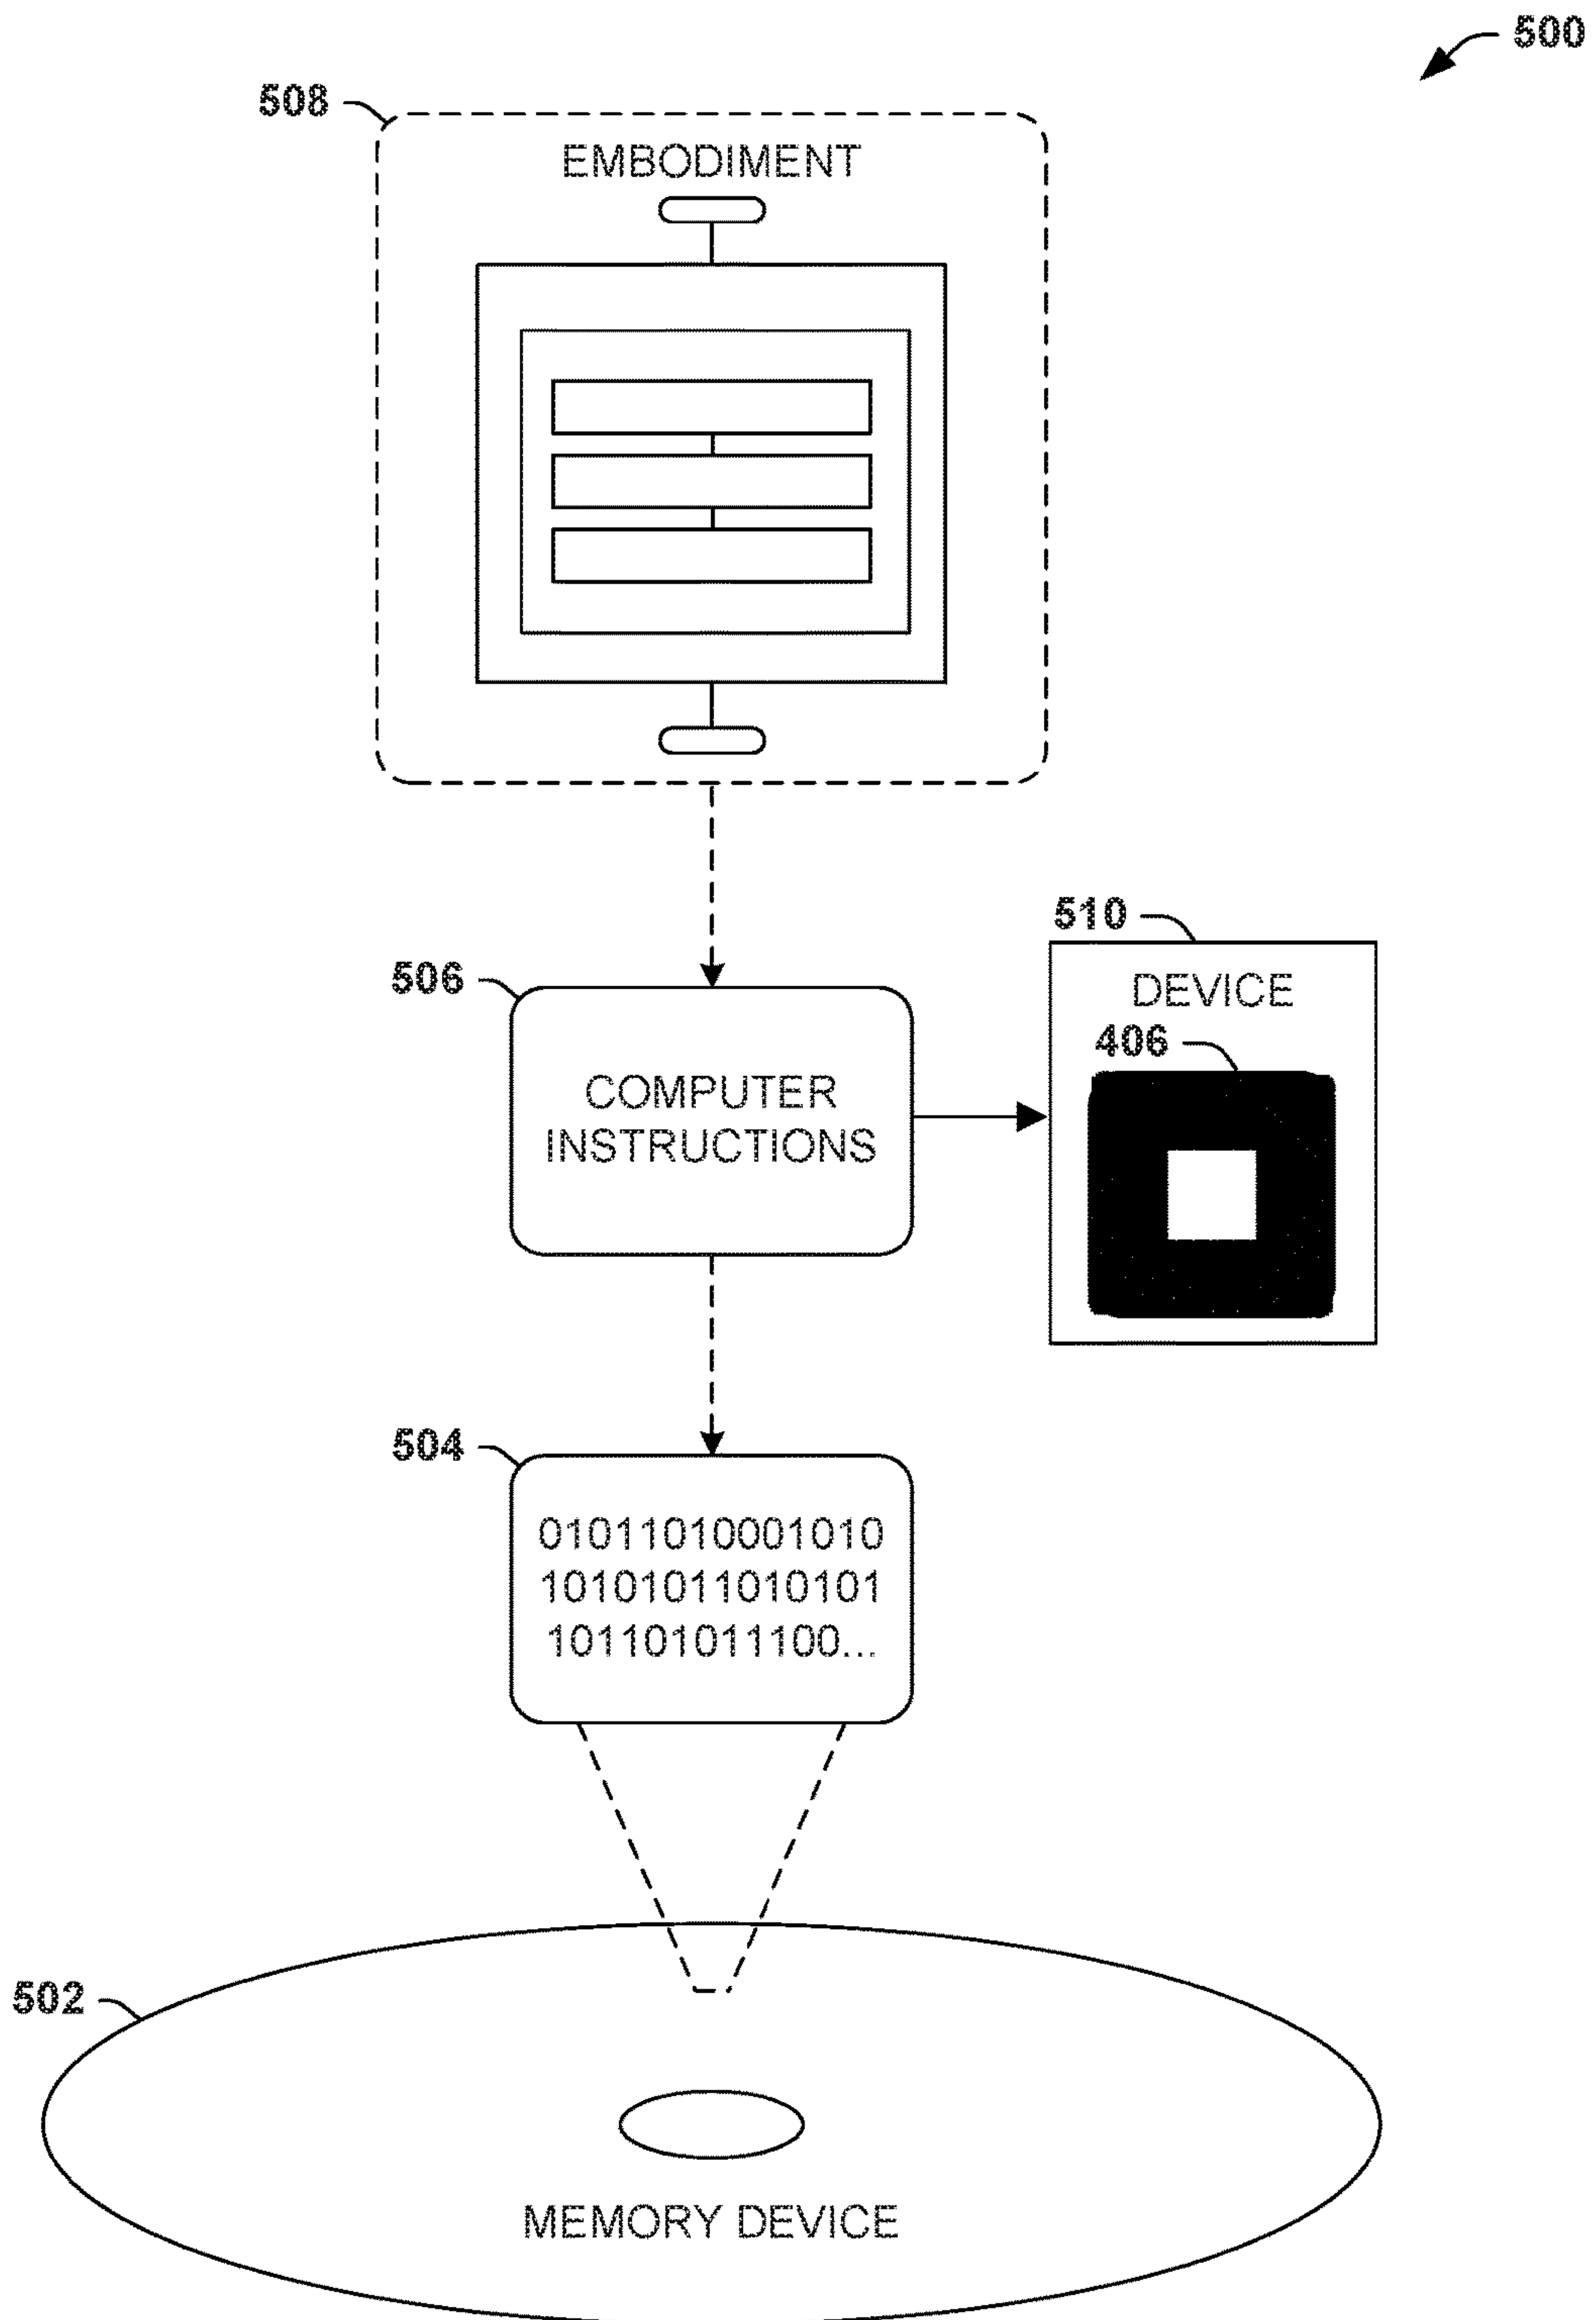 500
508
EMBODIMENT
510
506
DEVICE
406
COMPUTER
INSTRUCTIONS
504
01011010001010
10101011010101
101101011100...
502
MEMORY DEVICE